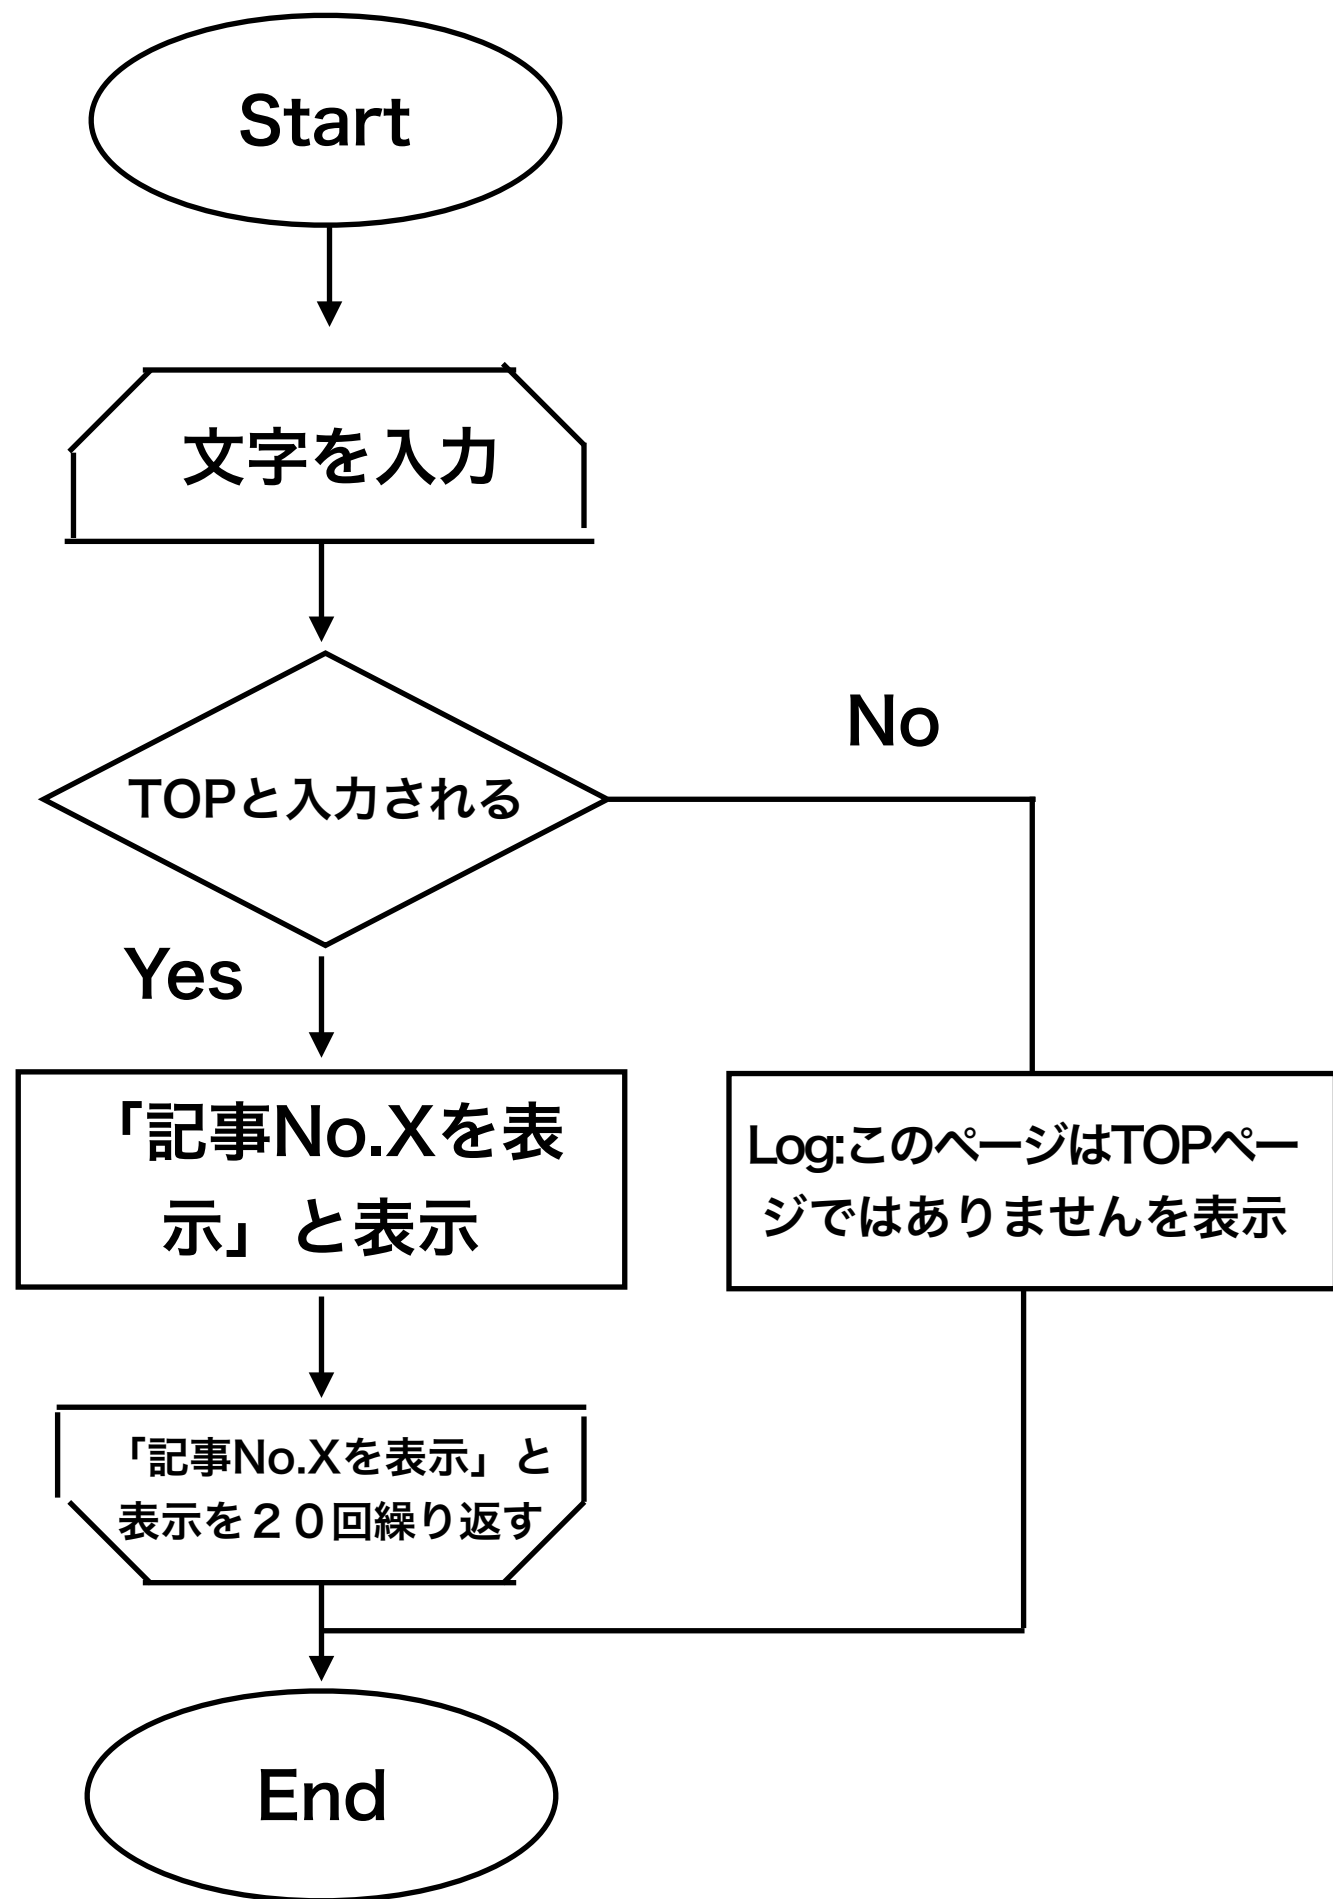 Start
文字を入力
No
TOPと入力される
Yes
「記事No.Xを表
示」と表示
Log:このページはTOPペー
ジではありませんを表示
「記事No.Xを表示」と
表示を２０回繰り返す
End